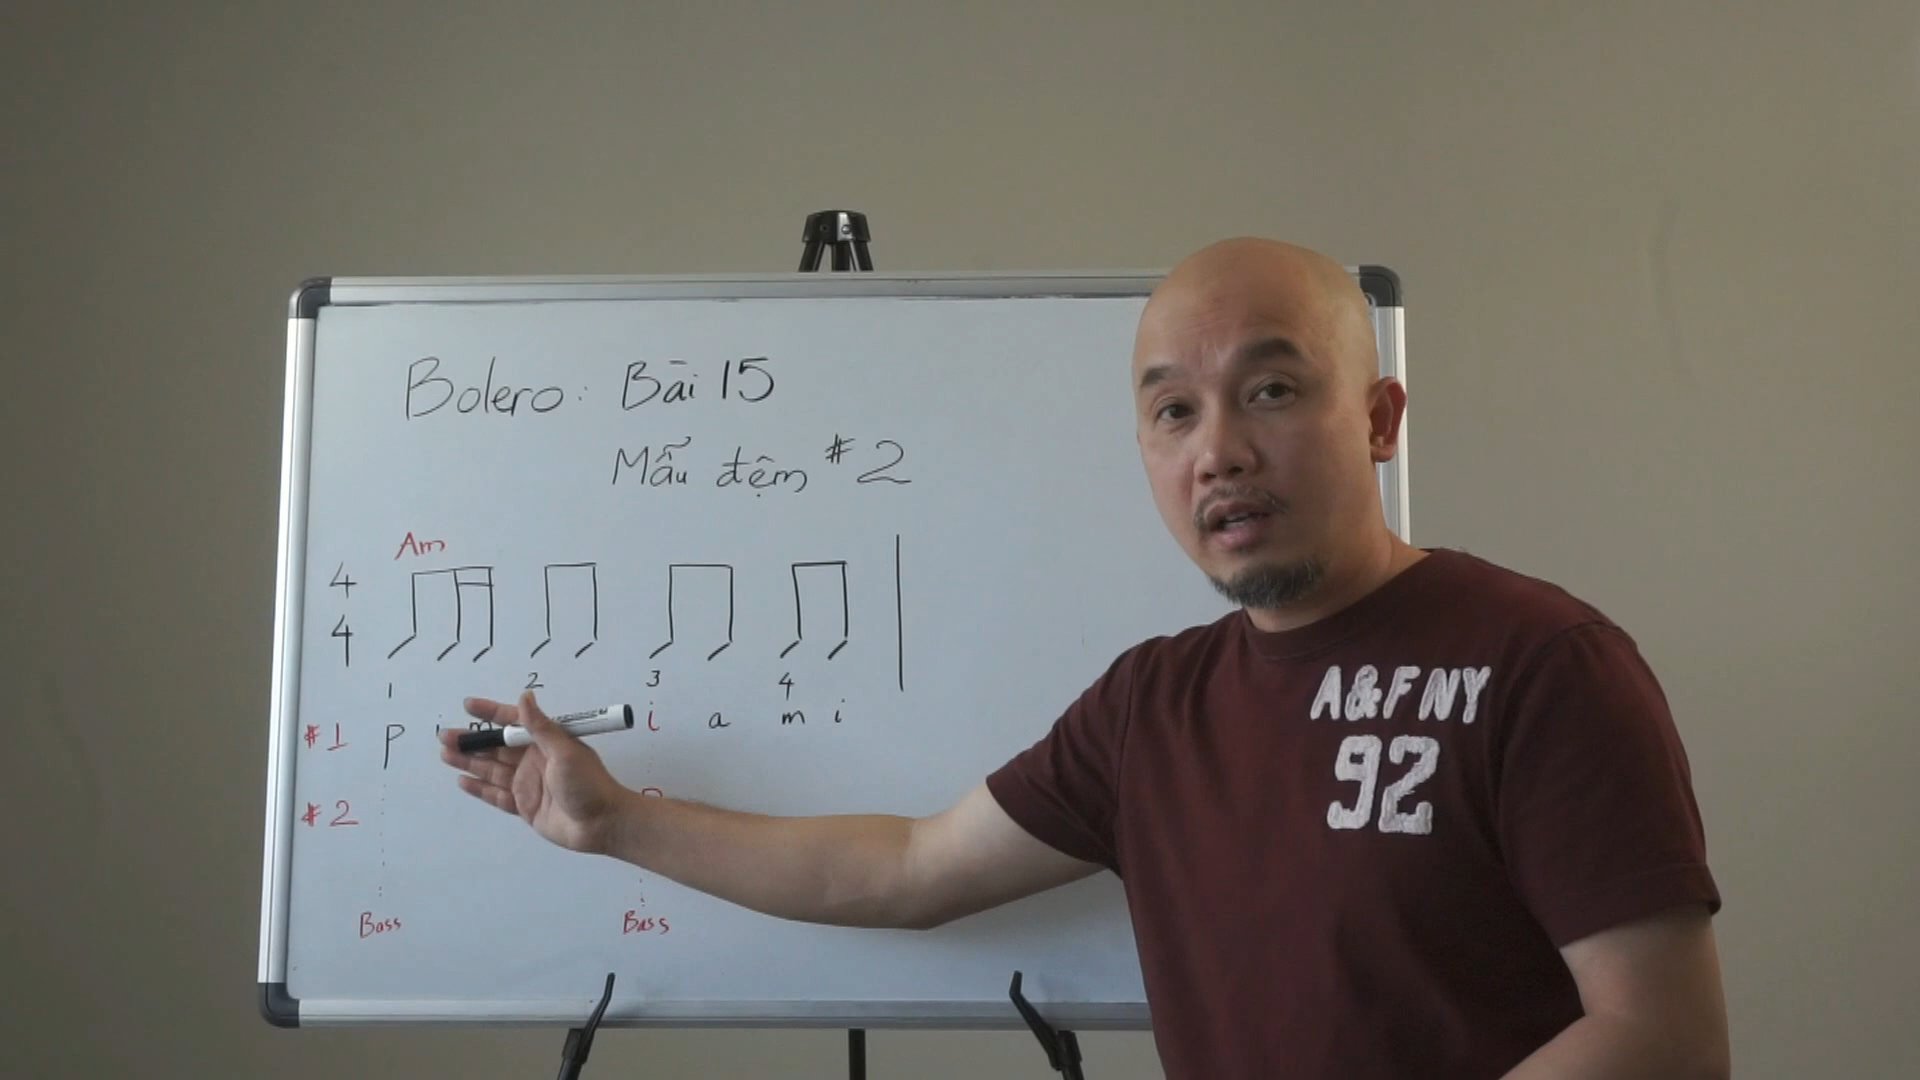 Bolero: Bài 15
Mẫu đệm #2
Am
4
4
1 2 3 4
#1 p i m i a m i
#2
Bass Bass
A&F NY
92